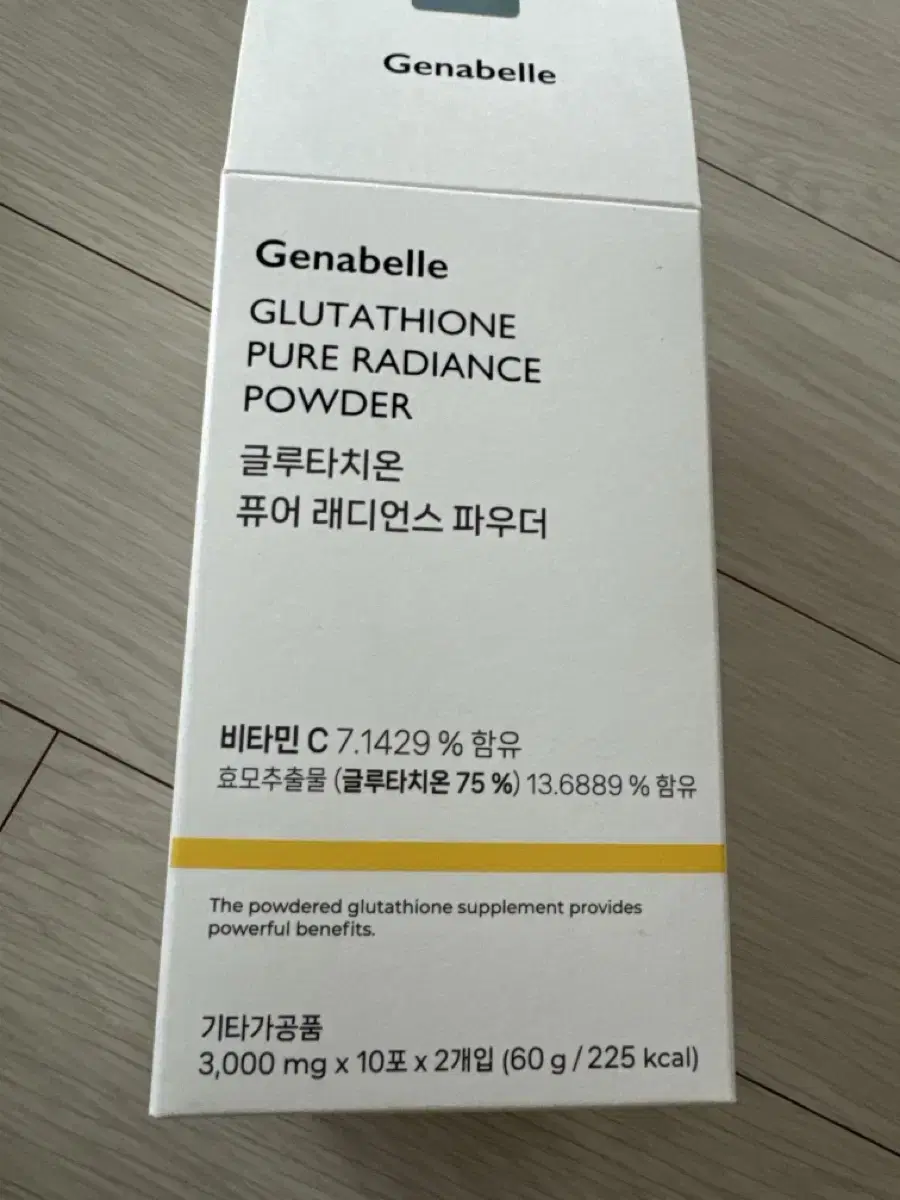 Genabelle
Genabelle
GLUTATHIONE
PURE RADIANCE
POWDER
글루타치온
퓨어 래디언스 파우더
비타민 C 7.1429 % 함유
효모추출물 (글루타치온 75 %) 13.6889 % 함유
The powdered glutathione supplement provides
powerful benefits.
기타가공품
3,000 mg x 10포 x 2개입 (60 g / 225 kcal)